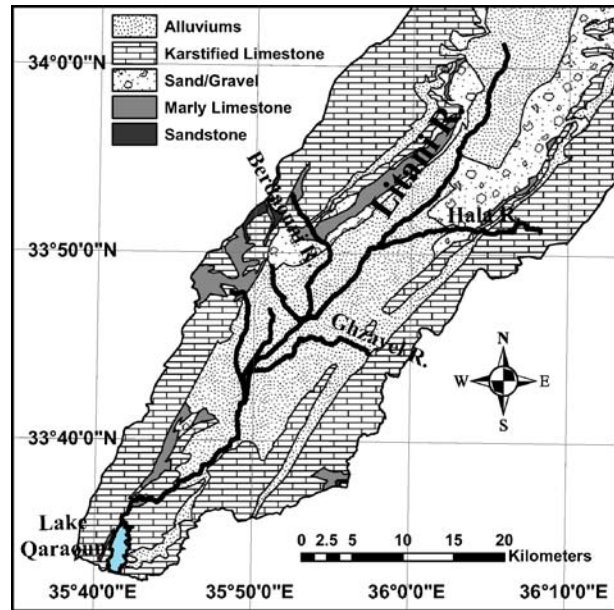 Alluviums
Karstified Limestone
Sand/Gravel
Marly Limestone
Sandstone
34°0'0"N
33°50'0"N
33°40'0"N
Litani R.
Hala R.
Ghzayel R.
N
W E
S
Lake
Qaraoun
0 2.5 5 10 15 20
Kilometers
35°40'0"E 35°50'0"E 36°0'0"E 36°10'0"E